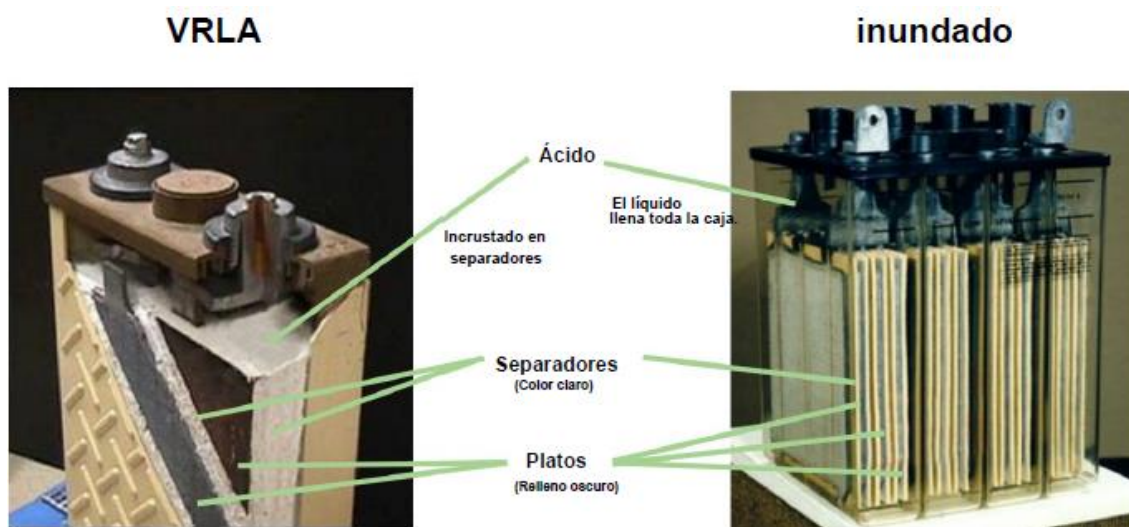 VRLA
inundado
Ácido
El líquido
llena toda la caja.
Incrustado en
separadores
Separadores
(Color claro)
Platos
(Relleno oscuro)